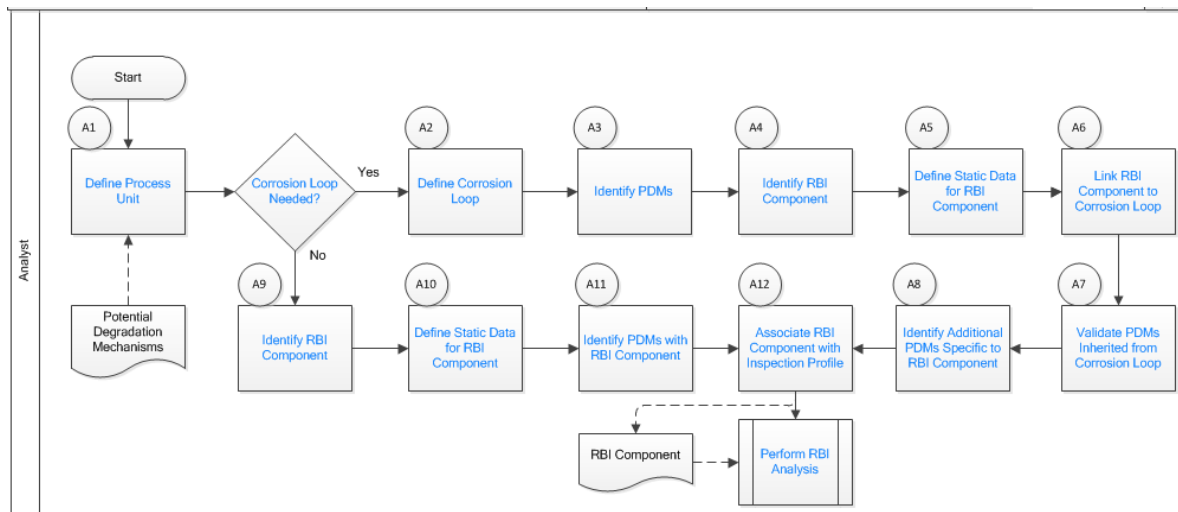 Analyst
Start
A1
Define Process
Unit
Potential
Degradation
Mechanisms
Corrosion Loop
Needed?
Yes
No
A2
Define Corrosion
Loop
A3
Identify PDMs
A4
Identify RBI
Component
A5
Define Static Data
for RBI
Component
A6
Link RBI
Component to
Corrosion Loop
A7
Validate PDMs
Inherited from
Corrosion Loop
A8
Identify Additional
PDMs Specific to
RBI Component
A9
Identify RBI
Component
A10
Define Static Data
for RBI
Component
A11
Identify PDMs with
RBI Component
A12
Associate RBI
Component with
Inspection Profile
RBI Component
Perform RBI
Analysis